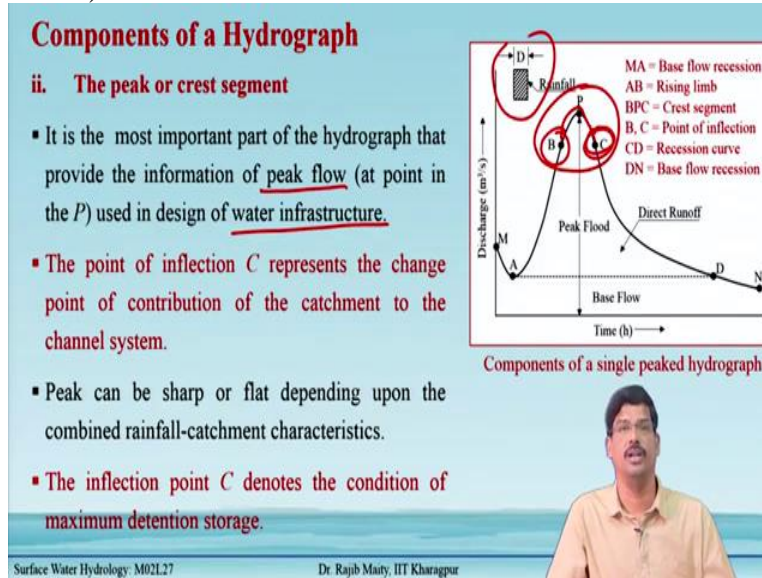 Components of a Hydrograph
ii. The peak or crest segment
▪ It is the most important part of the hydrograph that
provide the information of peak flow (at point in
the P) used in design of water infrastructure.
▪ The point of inflection C represents the change
point of contribution of the catchment to the
channel system.
▪ Peak can be sharp or flat depending upon the
combined rainfall-catchment characteristics.
▪ The inflection point C denotes the condition of
maximum detention storage.
D
Rainfall
P
B
C
MA = Base flow recession
AB = Rising limb
BPC = Crest segment
B, C = Point of inflection
CD = Recession curve
DN = Base flow recession
Discharge (m³/s)
M
Peak Flood
Direct Runoff
A
D
N
Base Flow
Time (h)
Components of a single peaked hydrograph
Surface Water Hydrology: M02L27
Dr. Rajib Maity, IIT Kharagpur